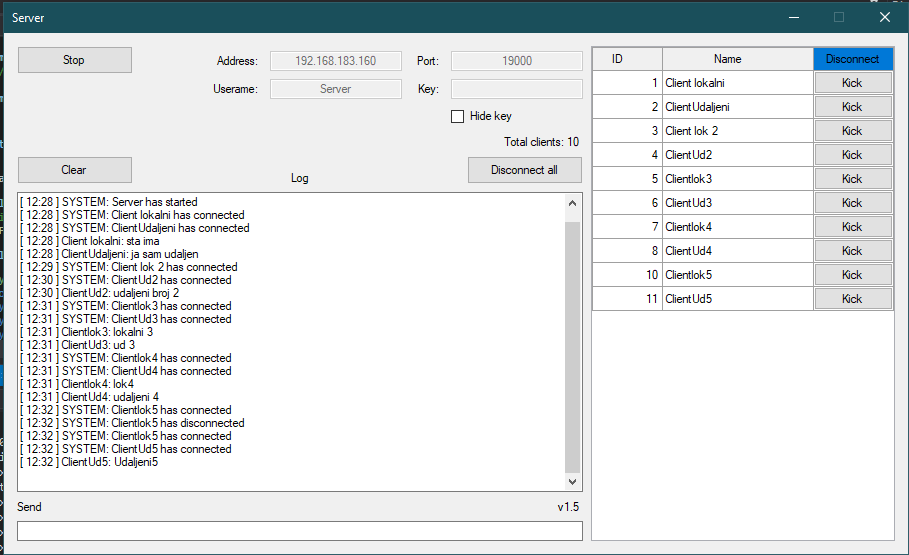 Server
Stop
Address: 192.168.183.160 Port: 19000
Userame: Server Key:
Hide key
Total clients: 10
Clear
Log
Disconnect all
[ 12:28 ] SYSTEM: Server has started
[ 12:28 ] SYSTEM: Client lokalni has connected
[ 12:28 ] SYSTEM: ClientUdaljeni has connected
[ 12:28 ] Client lokalni: sta ima
[ 12:28 ] ClientUdaljeni: ja sam udaljen
[ 12:29 ] SYSTEM: Client lok 2 has connected
[ 12:30 ] SYSTEM: ClientUd2 has connected
[ 12:30 ] ClientUd2: udaljeni broj 2
[ 12:31 ] SYSTEM: Clientlok3 has connected
[ 12:31 ] SYSTEM: ClientUd3 has connected
[ 12:31 ] Clientlok3: lokalni 3
[ 12:31 ] ClientUd3: ud 3
[ 12:31 ] SYSTEM: Clientlok4 has connected
[ 12:31 ] SYSTEM: ClientUd4 has connected
[ 12:31 ] Clientlok4: lok4
[ 12:31 ] ClientUd4: udaljeni 4
[ 12:32 ] SYSTEM: Clientlok5 has connected
[ 12:32 ] SYSTEM: Clientlok5 has disconnected
[ 12:32 ] SYSTEM: Clientlok5 has connected
[ 12:32 ] SYSTEM: ClientUd5 has connected
[ 12:32 ] ClientUd5: Udaljeni5
Send
v1.5
ID Name Disconnect
1 Client lokalni Kick
2 ClientUdaljeni Kick
3 Client lok 2 Kick
4 ClientUd2 Kick
5 Clientlok3 Kick
6 ClientUd3 Kick
7 Clientlok4 Kick
8 ClientUd4 Kick
10 Clientlok5 Kick
11 ClientUd5 Kick